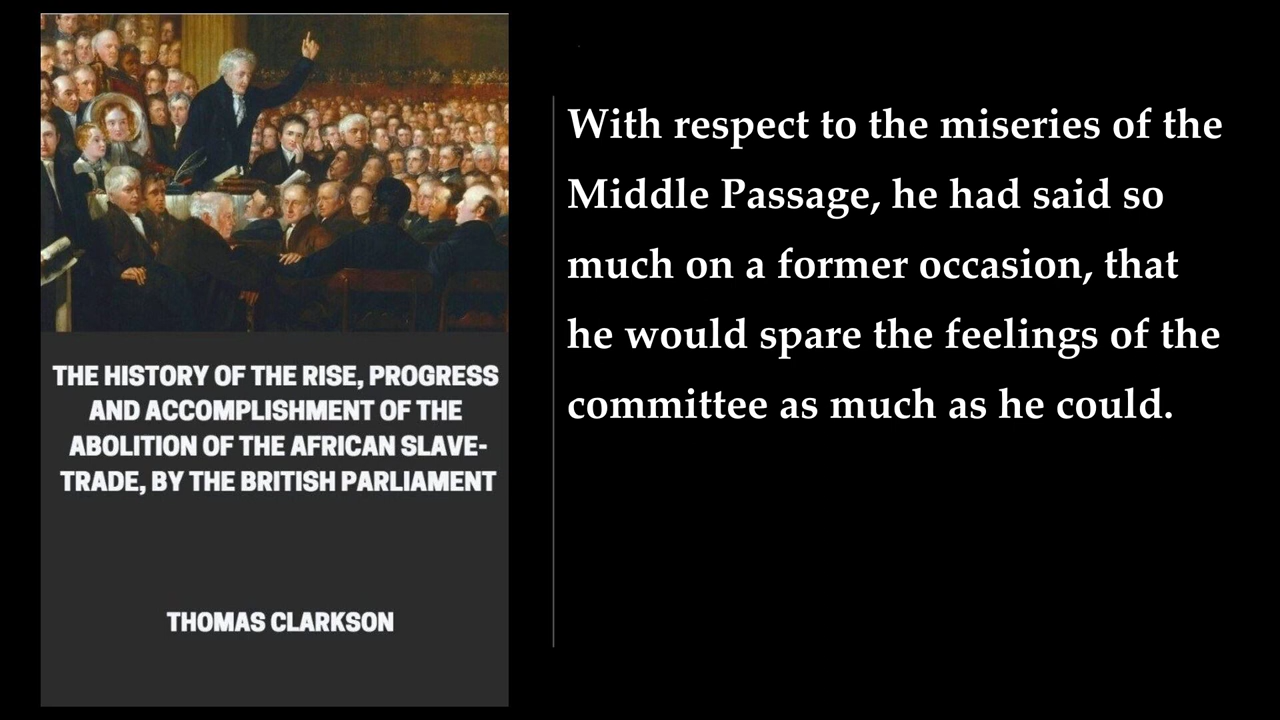 THE HISTORY OF THE RISE, PROGRESS
AND ACCOMPLISHMENT OF THE
ABOLITION OF THE AFRICAN SLAVE-
TRADE, BY THE BRITISH PARLIAMENT
THOMAS CLARKSON
With respect to the miseries of the
Middle Passage, he had said so
much on a former occasion, that
he would spare the feelings of the
committee as much as he could.